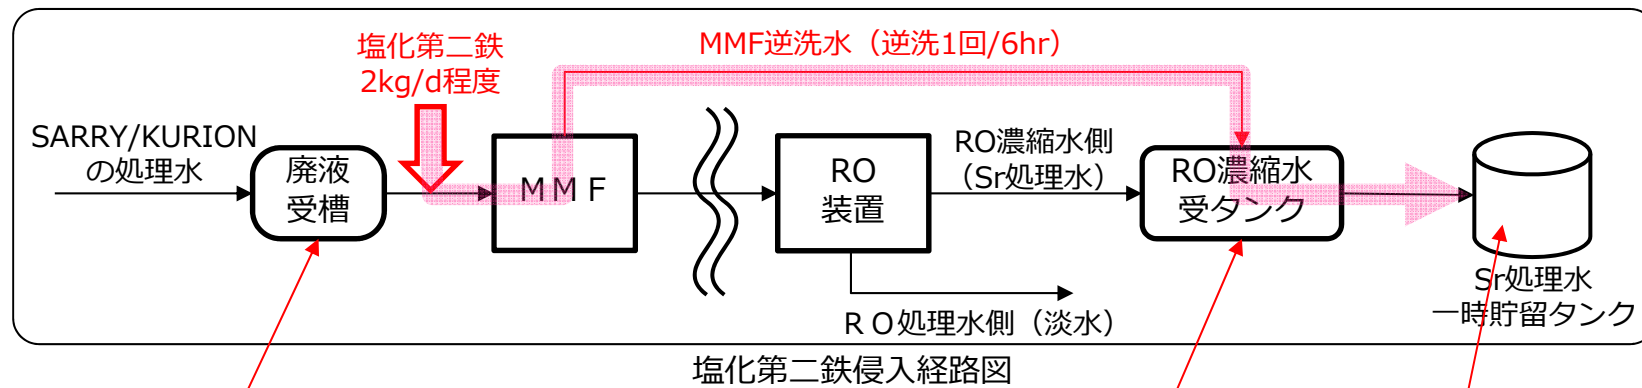 塩化第二鉄
2kg/d程度
MMF逆洗水（逆洗1回/6hr）
SARRY/KURION
の処理水
廃液
受槽
ＭＭＦ
RO
装置
RO濃縮水側
（Sr処理水）
RO濃縮水
受タンク
Sr処理水
一時貯留タンク
ＲＯ処理水側（淡水）
塩化第二鉄侵入経路図